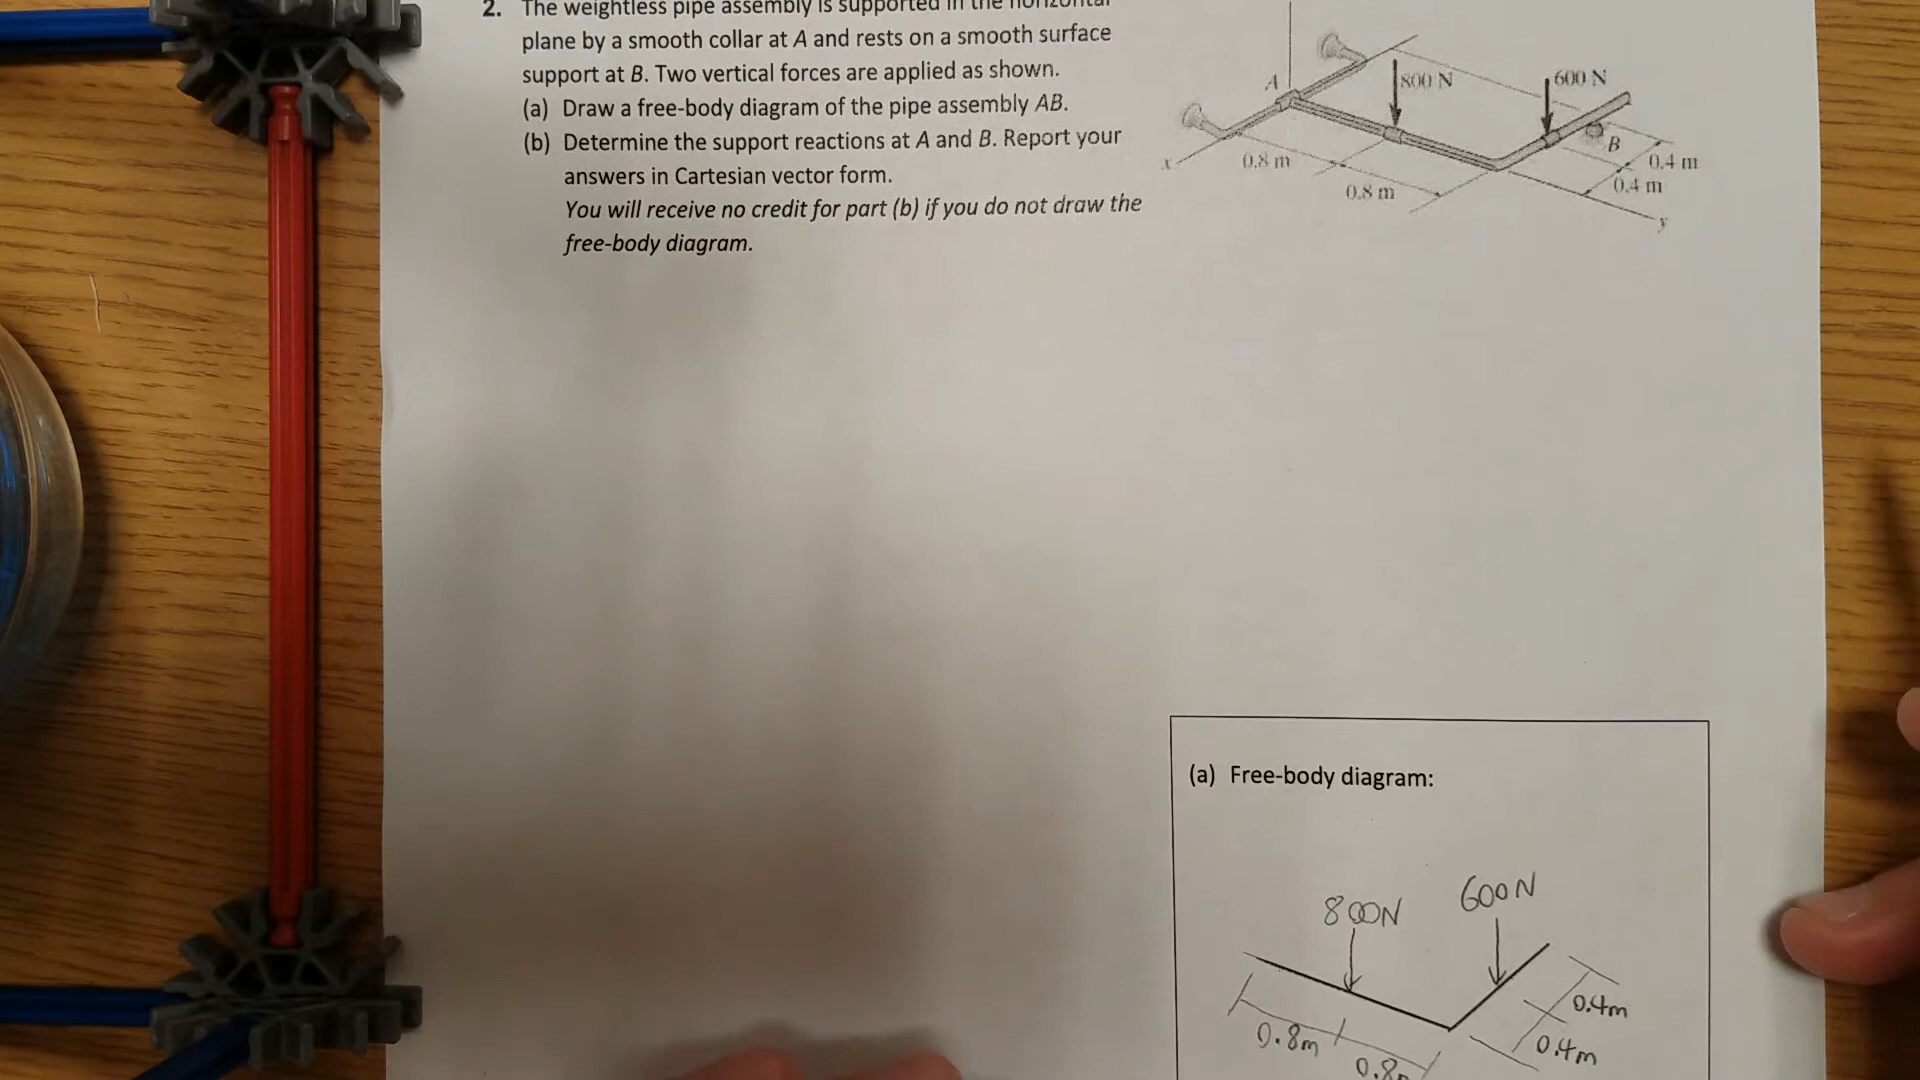 2. The weightless pipe assembly is supported in the horizontal
plane by a smooth collar at A and rests on a smooth surface
support at B. Two vertical forces are applied as shown.
(a) Draw a free-body diagram of the pipe assembly AB.
(b) Determine the support reactions at A and B. Report your
answers in Cartesian vector form.
You will receive no credit for part (b) if you do not draw the
free-body diagram.
A
800 N
600 N
B
x
0.8 m
0.8 m
0.4 m
0.4 m
y
(a) Free-body diagram:
800N
600N
0.8m
0.8
0.4m
0.4m